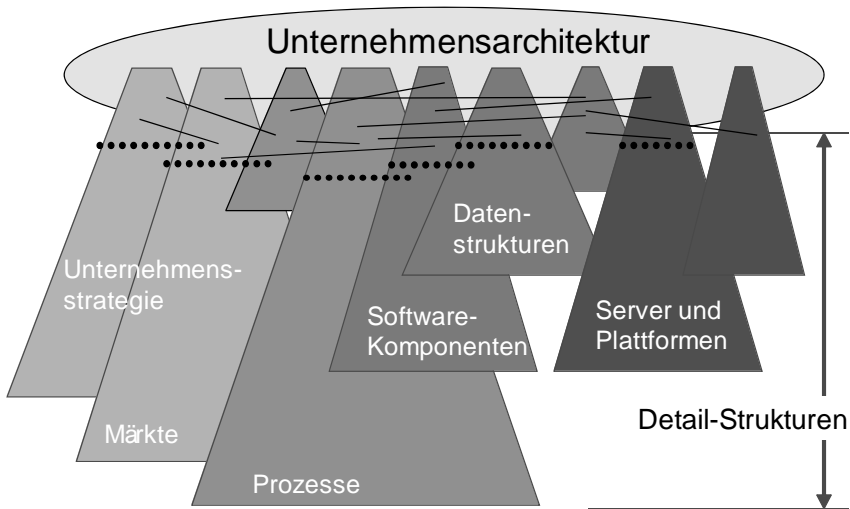 Unternehmensarchitektur
Daten-
strukturen
Unternehmens-
strategie
Software-
Komponenten
Server und
Plattformen
Detail-Strukturen
Märkte
Prozesse